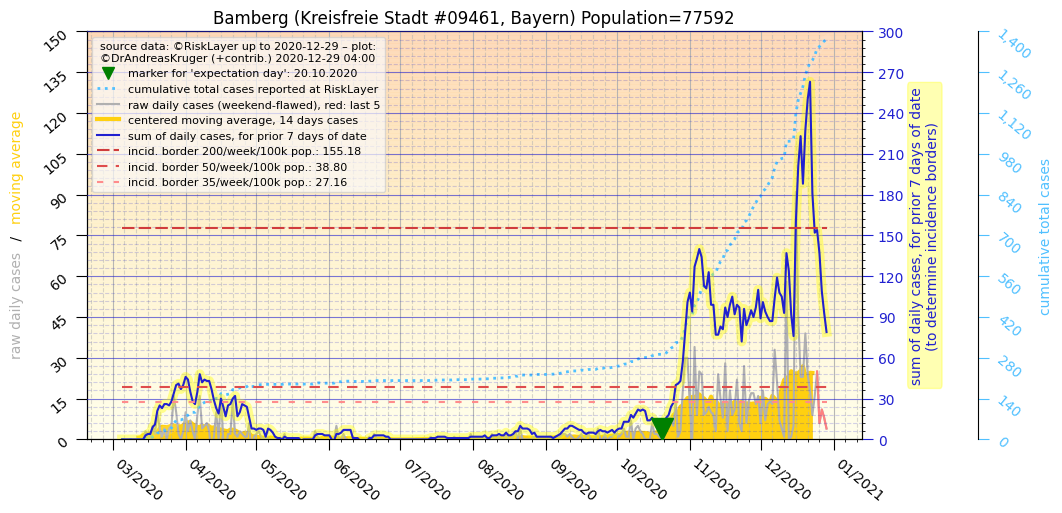 Bamberg (Kreisfreie Stadt #09461, Bayern) Population=77592
source data: ©RiskLayer up to 2020-12-29 – plot:
©DrAndreasKruger (+contrib.) 2020-12-29 04:00
marker for 'expectation day': 20.10.2020
cumulative total cases reported at RiskLayer
raw daily cases (weekend-flawed), red: last 5
centered moving average, 14 days cases
sum of daily cases, for prior 7 days of date
incid. border 200/week/100k pop.: 155.18
incid. border 50/week/100k pop.: 38.80
incid. border 35/week/100k pop.: 27.16
raw daily cases / moving average
150
135
120
105
90
75
60
45
30
15
0
300
270
240
210
180
150
120
90
60
30
0
sum of daily cases, for prior 7 days of date
(to determine incidence borders)
1,400
1,260
1,120
980
840
700
560
420
280
140
0
cumulative total cases
03/2020
04/2020
05/2020
06/2020
07/2020
08/2020
09/2020
10/2020
11/2020
12/2020
01/2021